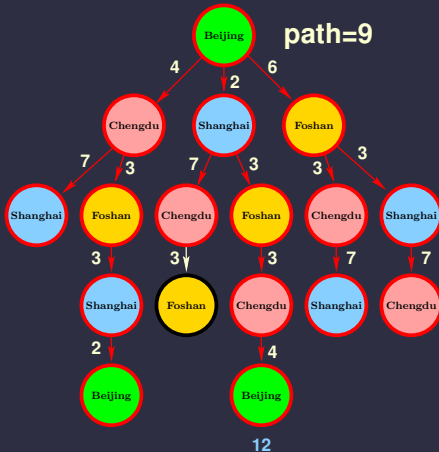 Beijing path=9
4 2 6
Chengdu Shanghai Foshan
7 3 7 3 3 3
Shanghai Foshan Chengdu Foshan Chengdu Shanghai
3 3 3 7 7
Shanghai Foshan Chengdu Shanghai Chengdu
2 4
Beijing Beijing
12